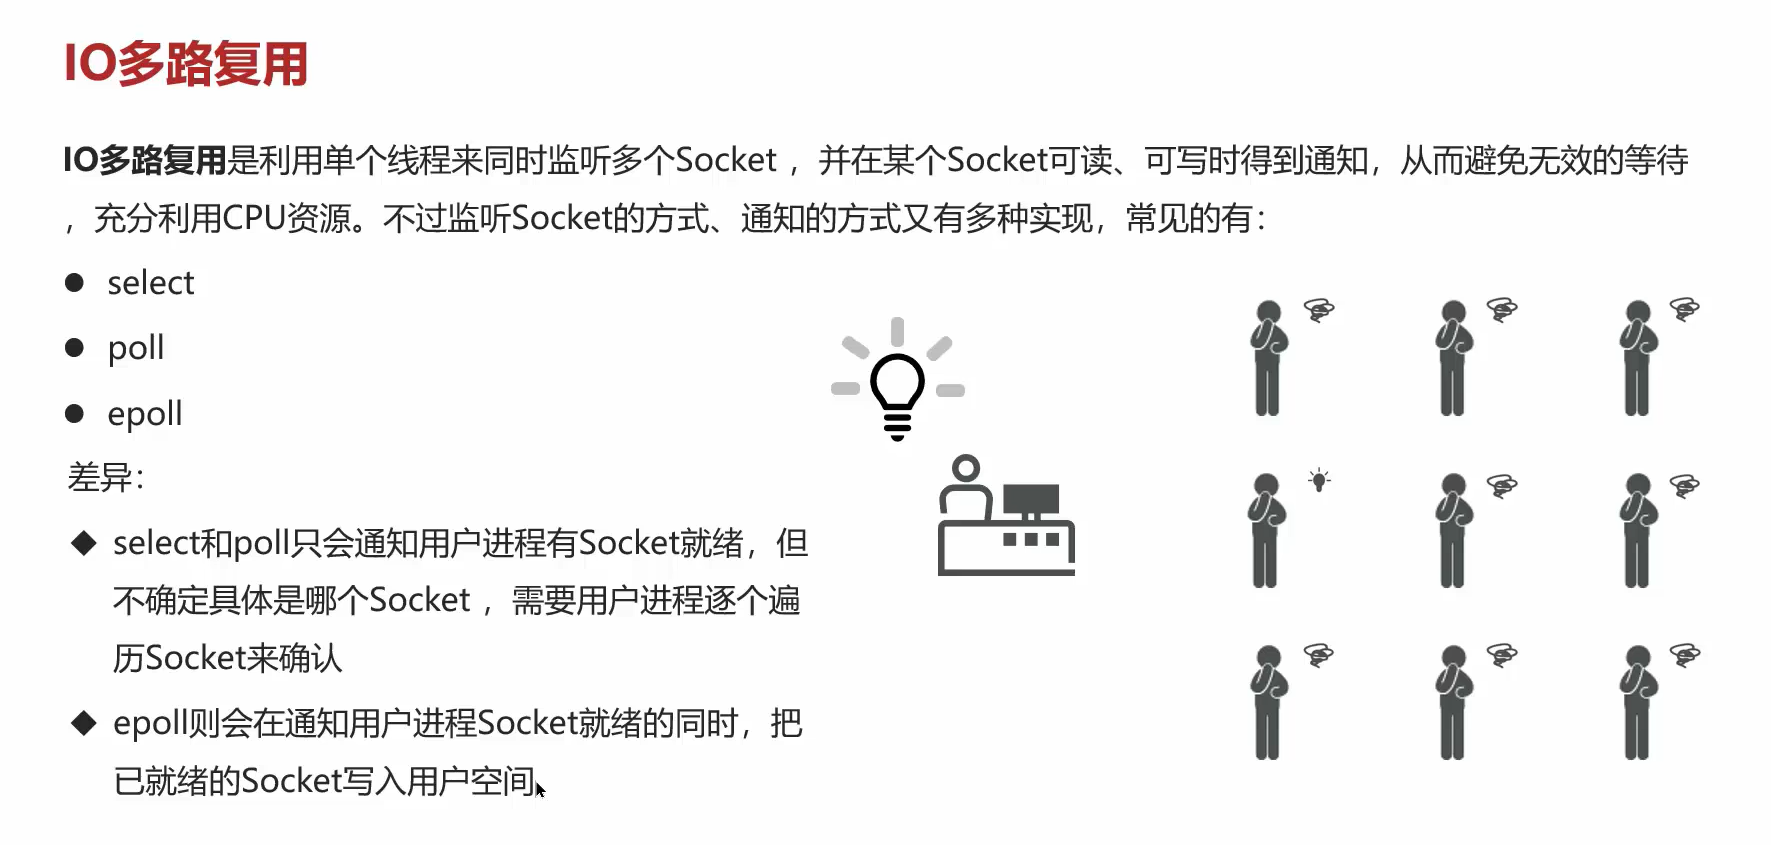 IO多路复用
IO多路复用是利用单个线程来同时监听多个Socket ，并在某个Socket可读、可写时得到通知，从而避免无效的等待
，充分利用CPU资源。不过监听Socket的方式、通知的方式又有多种实现，常见的有：
● select
● poll
● epoll
差异：
◆ select和poll只会通知用户进程有Socket就绪，但
不确定具体是哪个Socket ，需要用户进程逐个遍
历Socket来确认
◆ epoll则会在通知用户进程Socket就绪的同时，把
已就绪的Socket写入用户空间